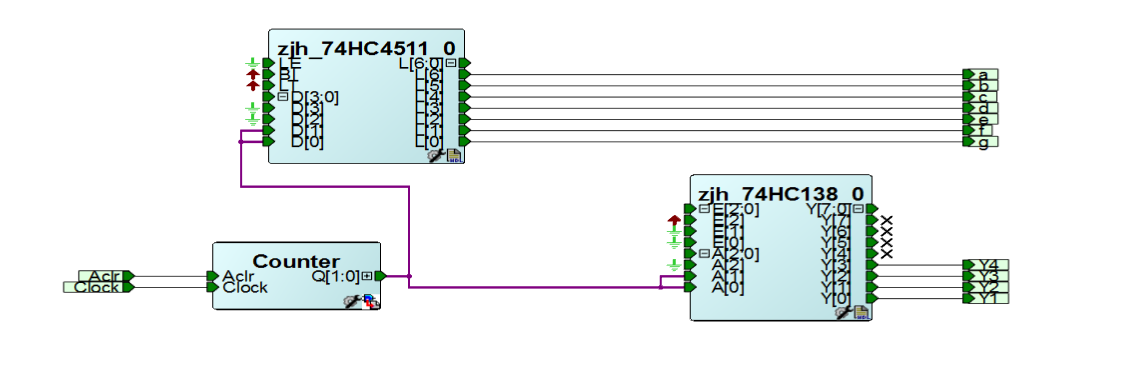 zjh_74HC4511_0
LE
BI
LT
D[3:0]
D[3]
D[2]
D[1]
D[0]
L[6:0]
L[6]
L[5]
L[4]
L[3]
L[2]
L[1]
L[0]
a
b
c
d
e
f
g
Counter
Aclr
Clock
Aclr
Clock
Q[1:0]
zjh_74HC138_0
E[2:0]
E[2]
E[1]
E[0]
A[2:0]
A[2]
A[1]
A[0]
Y[7:0]
Y[7]
Y[6]
Y[5]
Y[4]
Y[3]
Y[2]
Y[1]
Y[0]
Y4
Y3
Y2
Y1